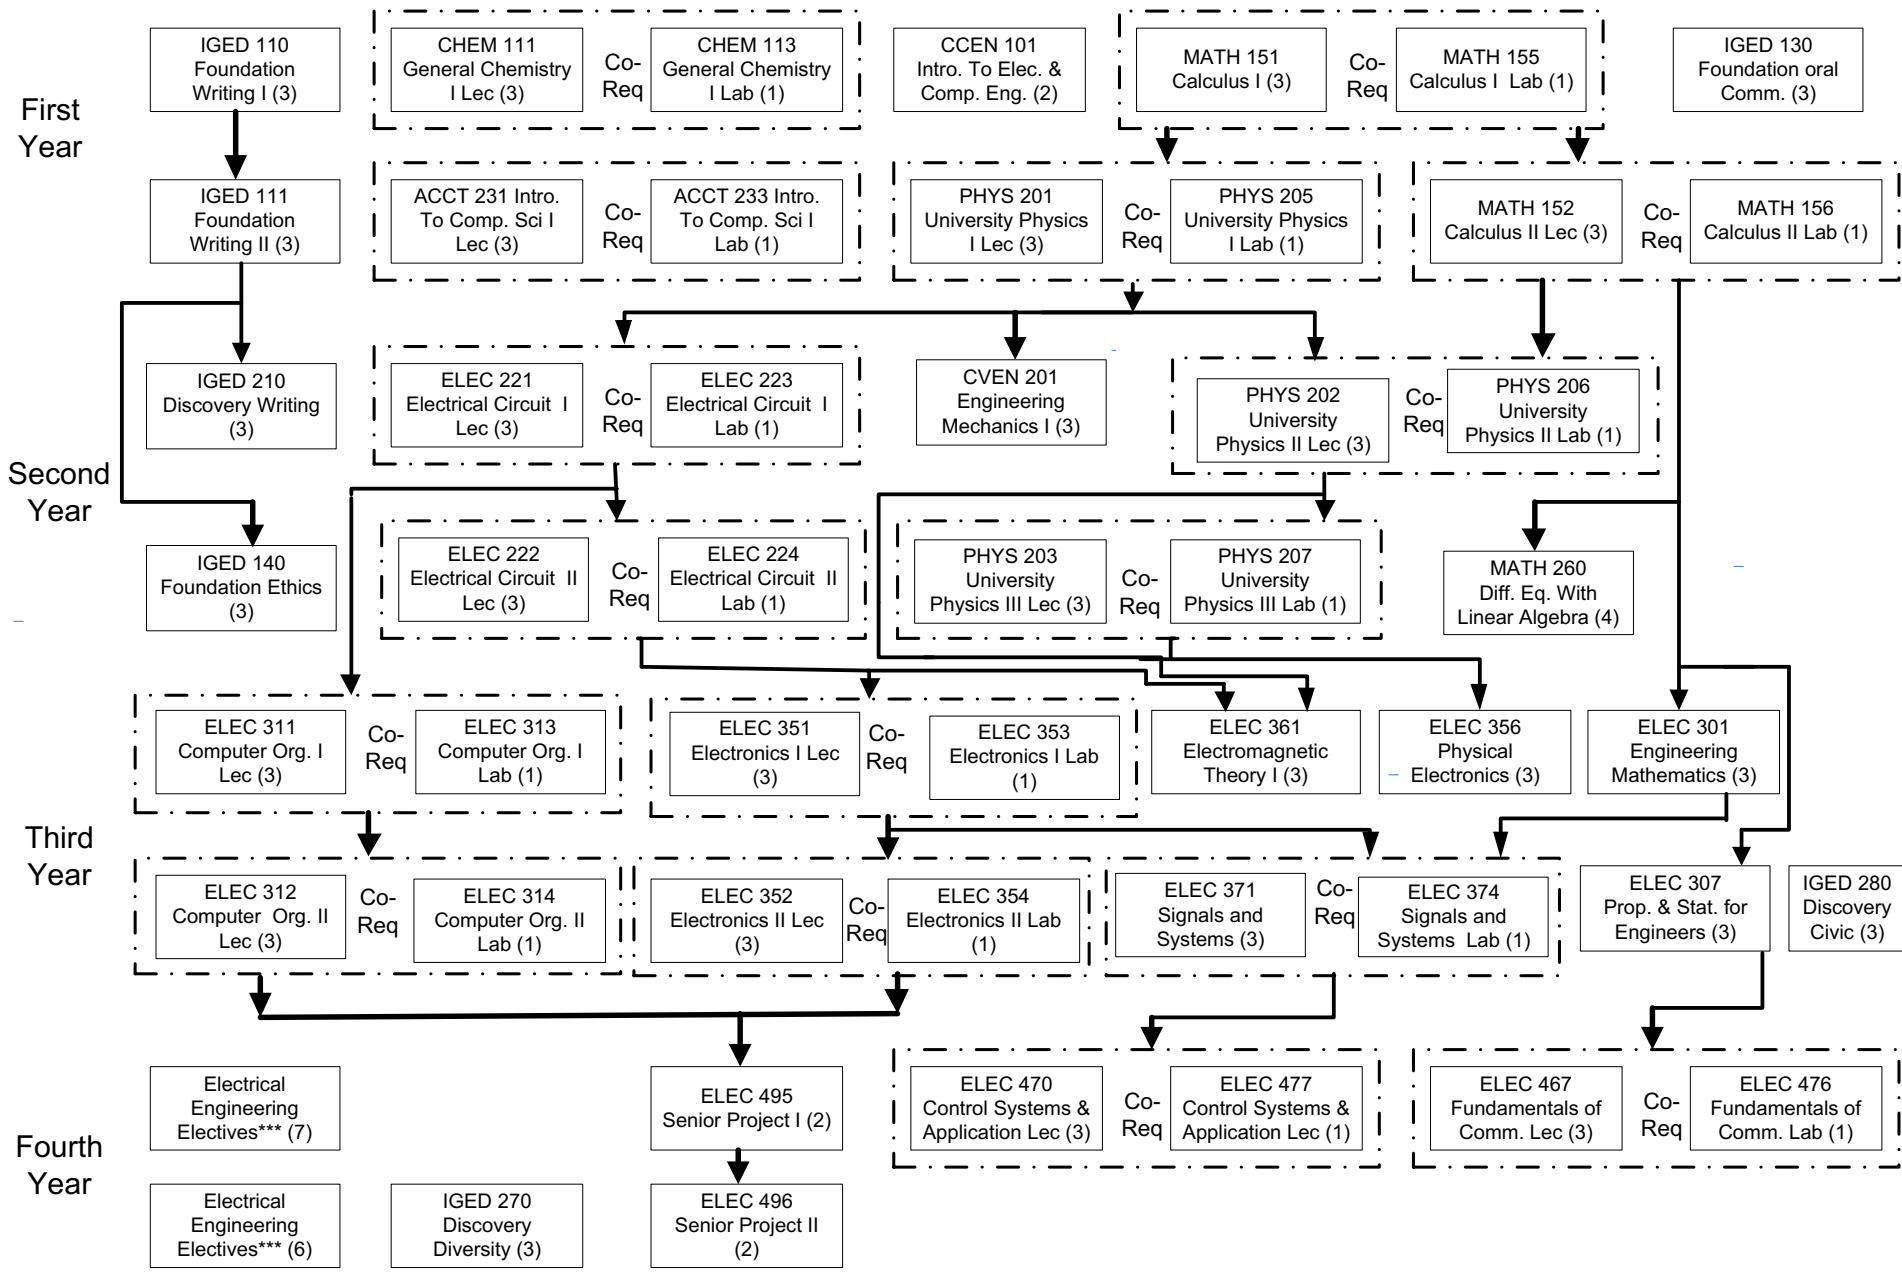 First
Year
IGED 110
Foundation
Writing I (3)
CHEM 111
General Chemistry
I Lec (3)
Co-
Req
CHEM 113
General Chemistry
I Lab (1)
CCEN 101
Intro. To Elec. &
Comp. Eng. (2)
MATH 151
Calculus I (3)
Co-
Req
MATH 155
Calculus I Lab (1)
IGED 130
Foundation oral
Comm. (3)
IGED 111
Foundation
Writing II (3)
ACCT 231 Intro.
To Comp. Sci I
Lec (3)
Co-
Req
ACCT 233 Intro.
To Comp. Sci I
Lab (1)
PHYS 201
University Physics
I Lec (3)
Co-
Req
PHYS 205
University Physics
I Lab (1)
MATH 152
Calculus II Lec (3)
Co-
Req
MATH 156
Calculus II Lab (1)
Second
Year
IGED 210
Discovery Writing
(3)
ELEC 221
Electrical Circuit I
Lec (3)
Co-
Req
ELEC 223
Electrical Circuit I
Lab (1)
CVEN 201
Engineering
Mechanics I (3)
PHYS 202
University
Physics II Lec (3)
Co-
Req
PHYS 206
University
Physics II Lab (1)
IGED 140
Foundation Ethics
(3)
ELEC 222
Electrical Circuit II
Lec (3)
Co-
Req
ELEC 224
Electrical Circuit II
Lab (1)
PHYS 203
University
Physics III Lec (3)
Co-
Req
PHYS 207
University
Physics III Lab (1)
MATH 260
Diff. Eq. With
Linear Algebra (4)
Third
Year
ELEC 311
Computer Org. I
Lec (3)
Co-
Req
ELEC 313
Computer Org. I
Lab (1)
ELEC 351
Electronics I Lec
(3)
Co-
Req
ELEC 353
Electronics I Lab
(1)
ELEC 361
Electromagnetic
Theory I (3)
ELEC 356
Physical
Electronics (3)
ELEC 301
Engineering
Mathematics (3)
ELEC 312
Computer Org. II
Lec (3)
Co-
Req
ELEC 314
Computer Org. II
Lab (1)
ELEC 352
Electronics II Lec
(3)
Co-
Req
ELEC 354
Electronics II Lab
(1)
ELEC 371
Signals and
Systems (3)
Co-
Req
ELEC 374
Signals and
Systems Lab (1)
ELEC 307
Prop. & Stat. for
Engineers (3)
IGED 280
Discovery
Civic (3)
Fourth
Year
Electrical
Engineering
Electives*** (7)
ELEC 495
Senior Project I (2)
ELEC 470
Control Systems &
Application Lec (3)
Co-
Req
ELEC 477
Control Systems &
Application Lec (1)
ELEC 467
Fundamentals of
Comm. Lec (3)
Co-
Req
ELEC 476
Fundamentals of
Comm. Lab (1)
Electrical
Engineering
Electives*** (6)
IGED 270
Discovery
Diversity (3)
ELEC 496
Senior Project II
(2)